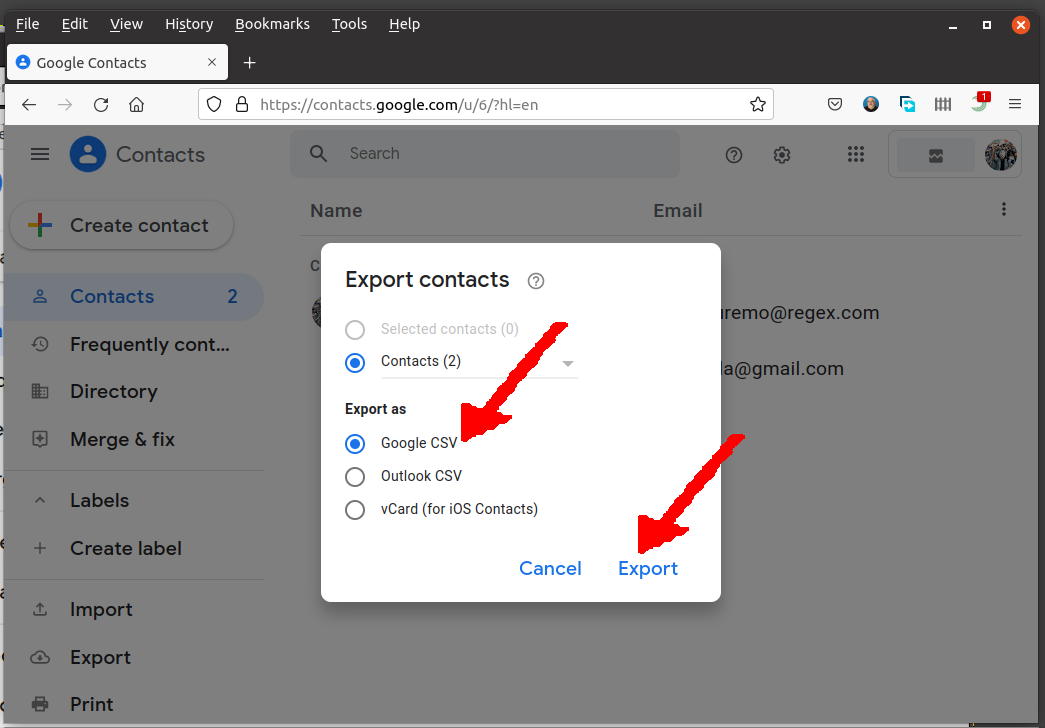 File Edit View History Bookmarks Tools Help
Google Contacts
https://contacts.google.com/u/6/?hl=en
1
Contacts
Search
Create contact
Name Email
Contacts 2
Frequently cont...
Directory
Merge & fix
Labels
Create label
Import
Export
Print
uremo@regex.com
la@gmail.com
Export contacts
Selected contacts (0)
Contacts (2)
Export as
Google CSV
Outlook CSV
vCard (for iOS Contacts)
Cancel Export